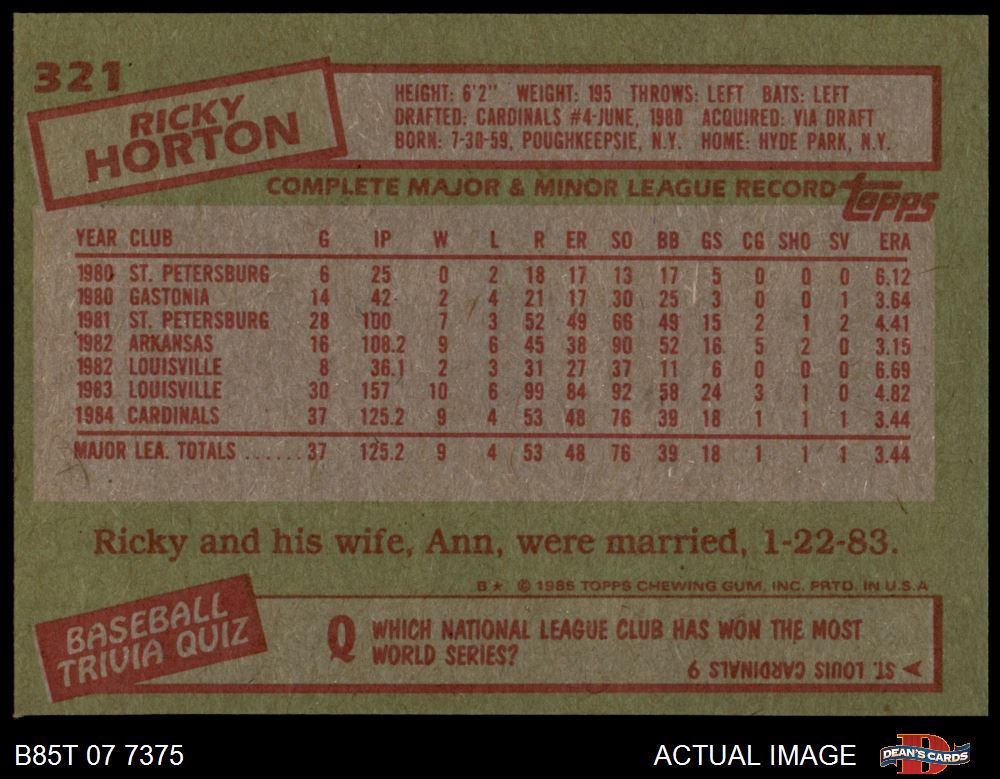 321
RICKY
HORTON
HEIGHT: 6'2" WEIGHT: 195 THROWS: LEFT BATS: LEFT
DRAFTED: CARDINALS #4-JUNE, 1980 ACQUIRED: VIA DRAFT
BORN: 7-30-59, POUGHKEEPSIE, N.Y. HOME: HYDE PARK, N.Y.
COMPLETE MAJOR & MINOR LEAGUE RECORD topps
YEAR CLUB G IP W L R ER SO BB GS CG SHO SV ERA
1980 ST. PETERSBURG 6 25 0 2 18 17 13 17 5 0 0 0 6.12
1980 GASTONIA 14 42 2 4 21 17 30 25 3 0 0 1 3.64
1981 ST. PETERSBURG 28 100 7 3 52 49 66 49 15 2 1 2 4.41
1982 ARKANSAS 16 108.2 9 6 45 38 90 52 16 5 2 0 3.15
1982 LOUISVILLE 8 36.1 2 3 31 27 37 11 6 0 0 0 6.69
1983 LOUISVILLE 30 157 10 6 99 84 92 58 24 3 1 0 4.82
1984 CARDINALS 37 125.2 9 4 53 48 76 39 18 1 1 1 3.44
MAJOR LEA. TOTALS ......37 125.2 9 4 53 48 76 39 18 1 1 1 3.44
Ricky and his wife, Ann, were married, 1-22-83.
B* © 1985 TOPPS CHEWING GUM, INC. PRTD. IN U.S.A
BASEBALL
TRIVIA QUIZ
Q WHICH NATIONAL LEAGUE CLUB HAS WON THE MOST
WORLD SERIES?
ST. LOUIS CARDINALS 9
B85T 07 7375
ACTUAL IMAGE
DEAN'S CARDS